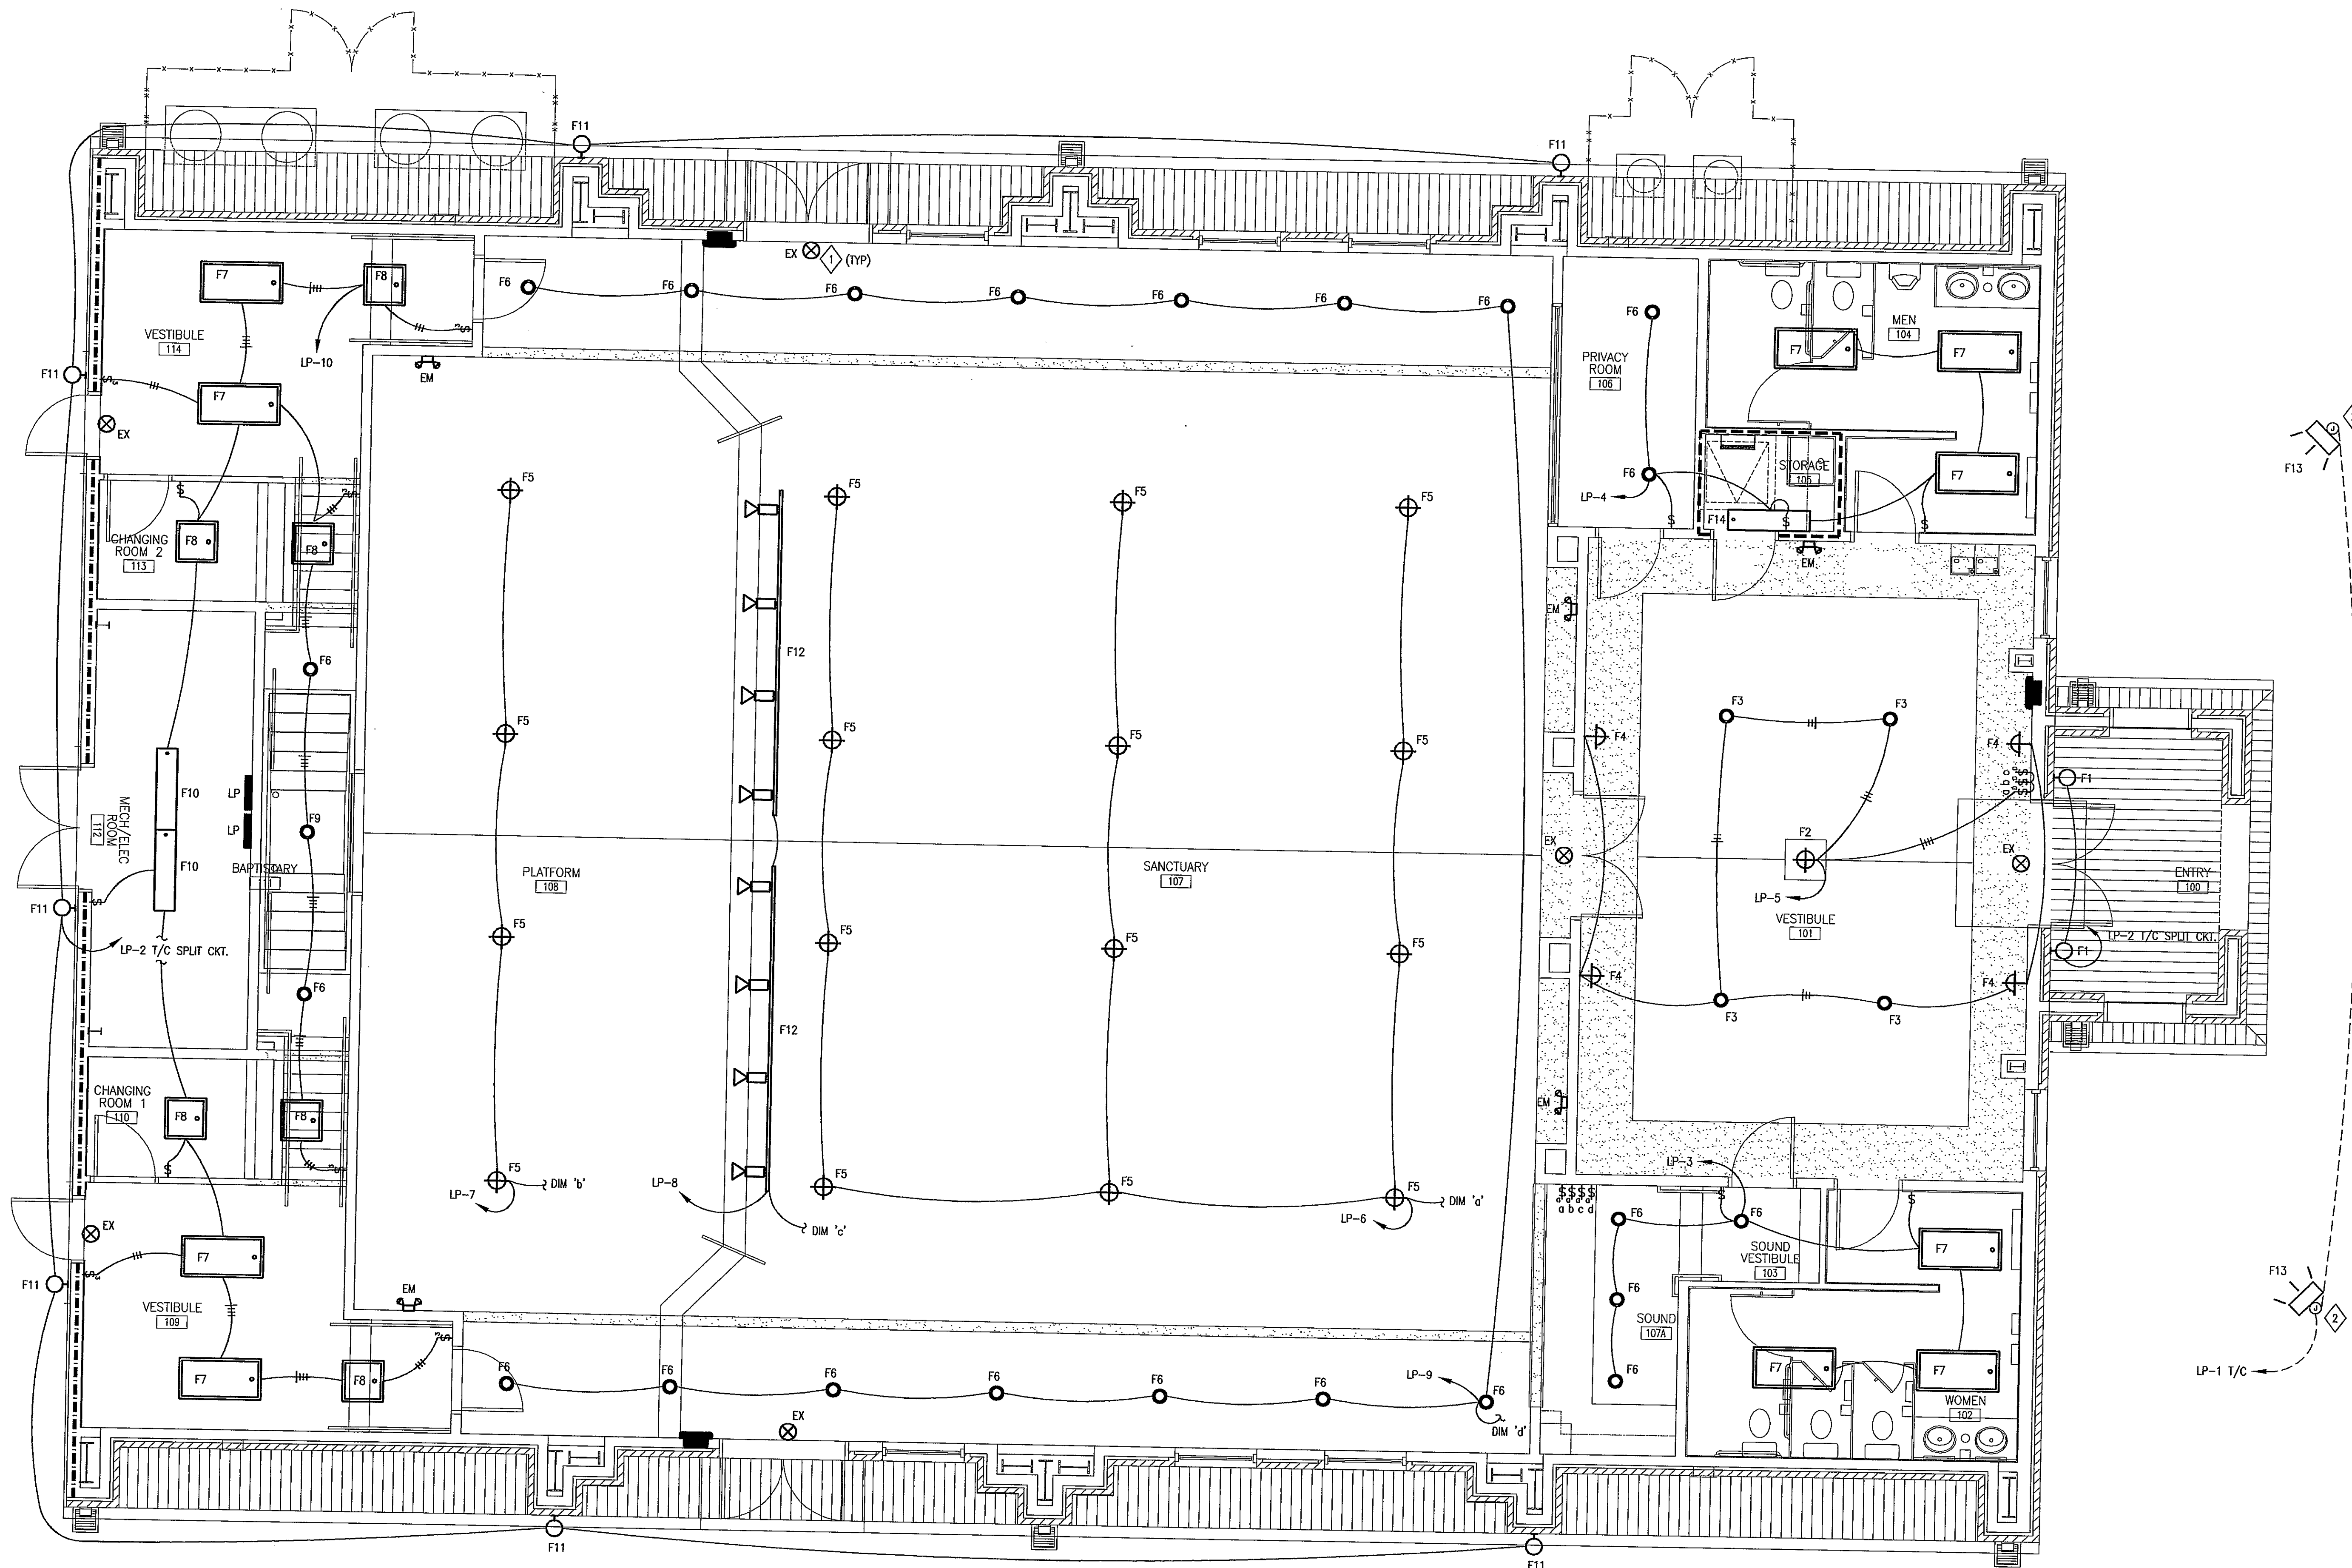 F11
F11
EX
1
(TYP)
F7
F8
F6
F6
F6
F6
F6
F6
F6
F6
VESTIBULE
114
LP-10
EM
F11
F7
EX
PRIVACY
ROOM
106
MEN
104
F7
F7
F13
F5
F5
F5
F5
F6
LP-4
STORAGE
105
F7
F14
EM
CHANGING
ROOM 2
113
F8
F8
EM
F12
F6
F3
F3
F5
F5
F5
F5
F4
F4
a b c
F1
LP
F10
MECH/ELEC
ROOM
112
LP
F9
F10
BAPTISTARY
111
PLATFORM
108
SANCTUARY
107
EX
F2
EX
ENTRY
100
LP-5
VESTIBULE
101
F11
LP-2 T/C SPLIT CKT.
F5
F5
F5
F5
LP-2 T/C SPLIT CKT.
F1
F6
F4
F4
F3
F3
F12
CHANGING
ROOM 1
110
F8
F8
EM
LP-3
F5
DIM 'b'
LP-7
LP-8
F5
DIM 'c'
F5
F5
DIM 'a'
LP-6
a b c d
F6
F6
EX
F7
SOUND
VESTIBULE
103
F7
F11
EM
F13
2
VESTIBULE
109
F6
SOUND
107A
F7
F8
F6
F6
F6
F6
F6
F6
LP-9
F6
DIM 'd'
F6
F7
F7
LP-1 T/C
WOMEN
102
EX
F11
F11